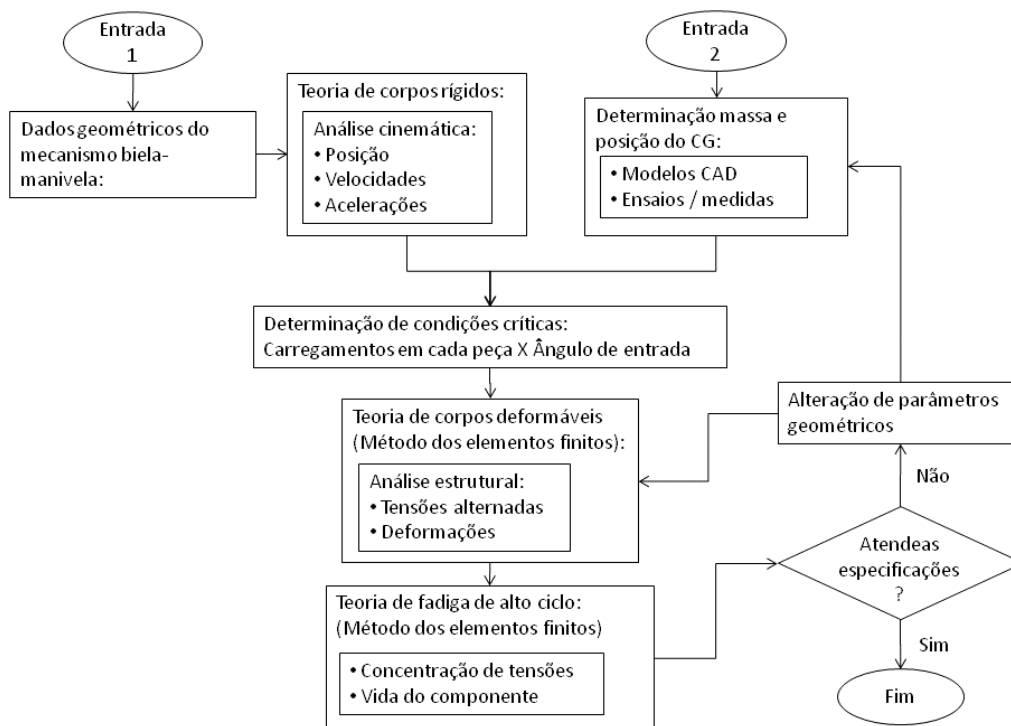 Entrada
1
Entrada
2
Dados geométricos do
mecanismo biela-
manivela:
Teoria de corpos rígidos:
Análise cinemática:
• Posição
• Velocidades
• Acelerações
Determinação massa e
posição do CG:
• Modelos CAD
• Ensaios / medidas
Determinação de condições críticas:
Carregamentos em cada peça X Ângulo de entrada
Teoria de corpos deformáveis
(Método dos elementos finitos):
Análise estrutural:
• Tensões alternadas
• Deformações
Alteração de parâmetros
geométricos
Não
Atendeas
especificações
?
Sim
Fim
Teoria de fadiga de alto ciclo:
(Método dos elementos finitos)
• Concentração de tensões
• Vida do componente